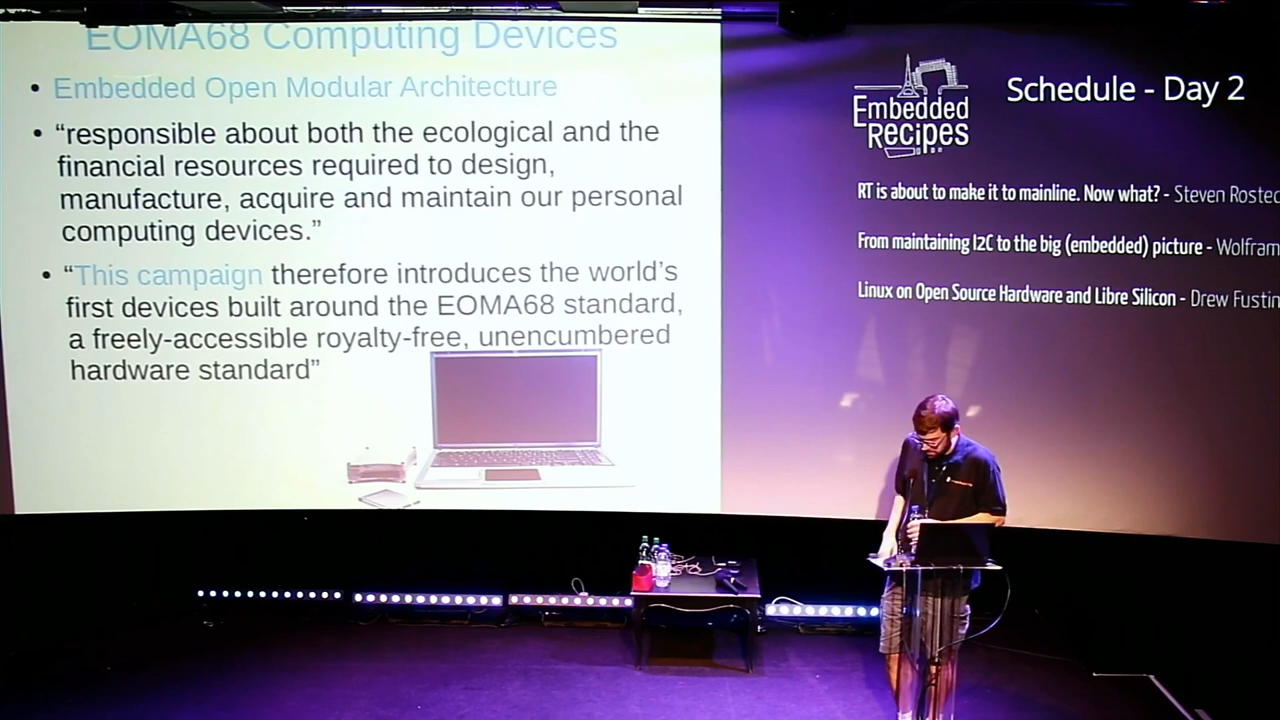 EOMA68 Computing Devices
• Embedded Open Modular Architecture
• “responsible about both the ecological and the
financial resources required to design,
manufacture, acquire and maintain our personal
computing devices.”
• “This campaign therefore introduces the world’s
first devices built around the EOMA68 standard,
a freely-accessible royalty-free, unencumbered
hardware standard”
Embedded
Recipes
Schedule - Day 2
RT is about to make it to mainline. Now what? - Steven Rosted
From maintaining I2C to the big (embedded) picture - Wolfram
Linux on Open Source Hardware and Libre Silicon - Drew Fustin